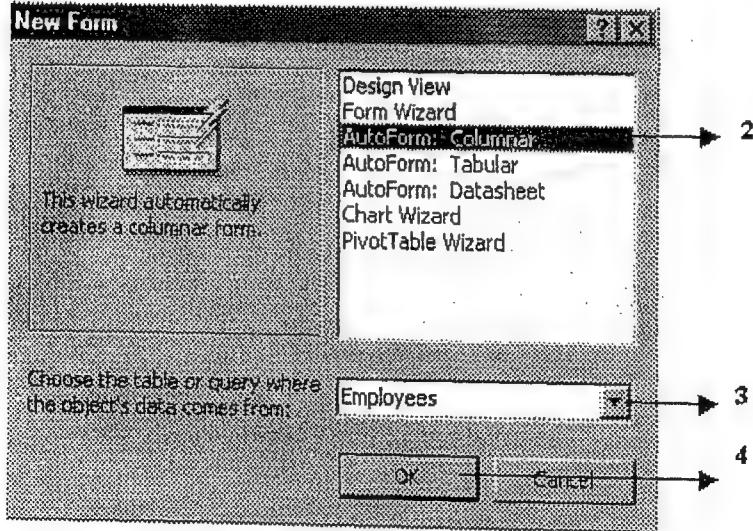 New Form
Design View
Form Wizard
AutoForm: Columnar
AutoForm: Tabular
AutoForm: Datasheet
Chart Wizard
PivotTable Wizard
This wizard automatically
creates a columnar form.
Choose the table or query where
the object's data comes from:
Employees
OK
Cancel
2
3
4